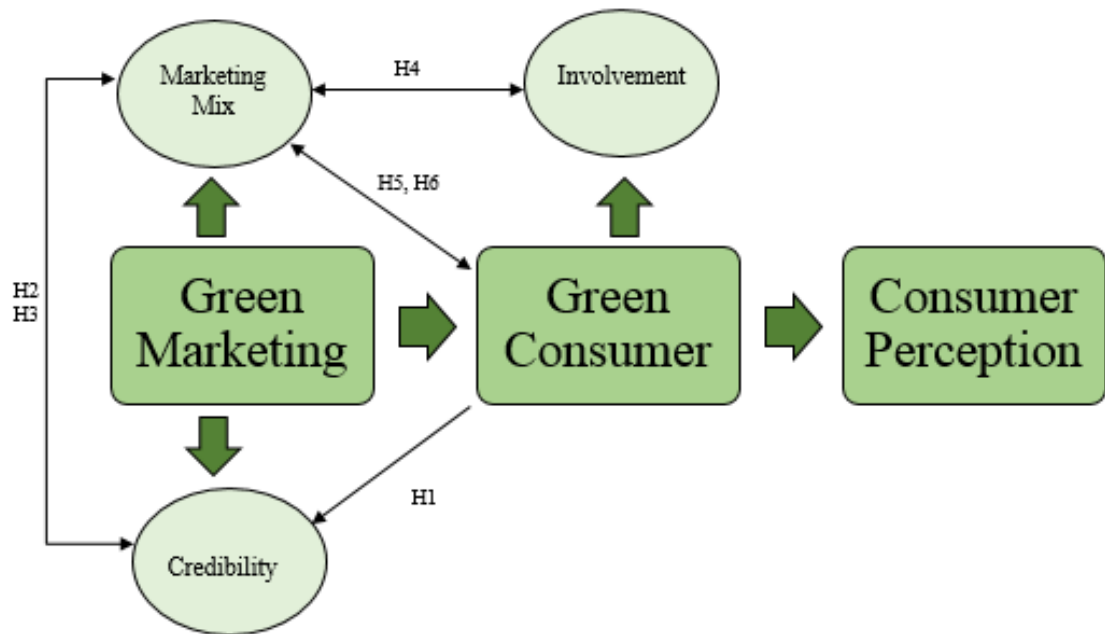 Marketing
Mix
H4
Involvement
H5, H6
H2
H3
Green
Marketing
Green
Consumer
Consumer
Perception
H1
Credibility